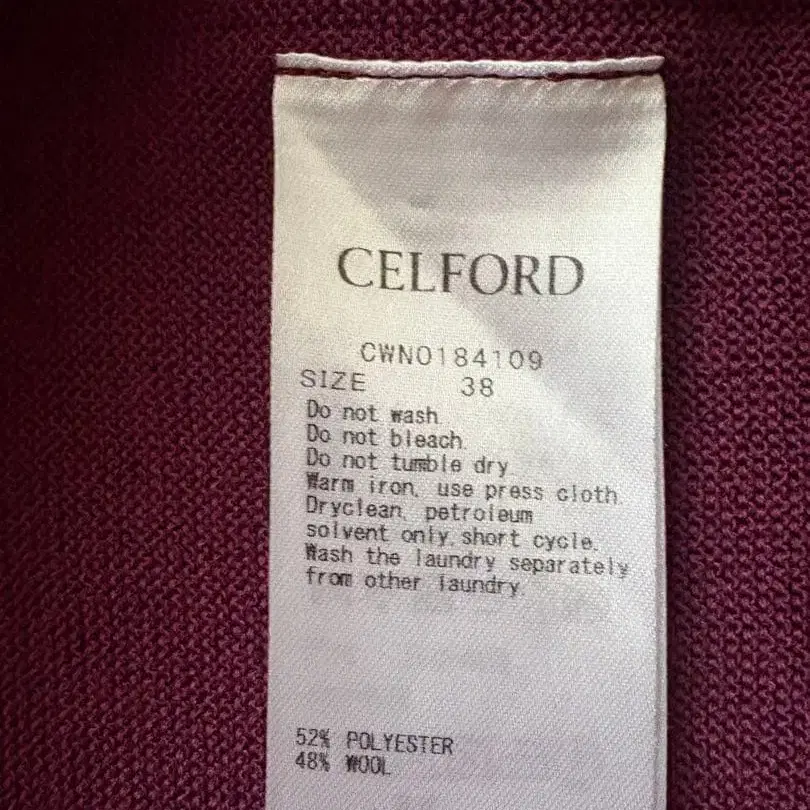 CELFORD
CWNO184109
SIZE 38
Do not wash.
Do not bleach.
Do not tumble dry
Warm iron, use press cloth
Dryclean, petroleum
solvent only, short cycle.
Wash the laundry separately
from other laundry.
52% POLYESTER
48% WOOL